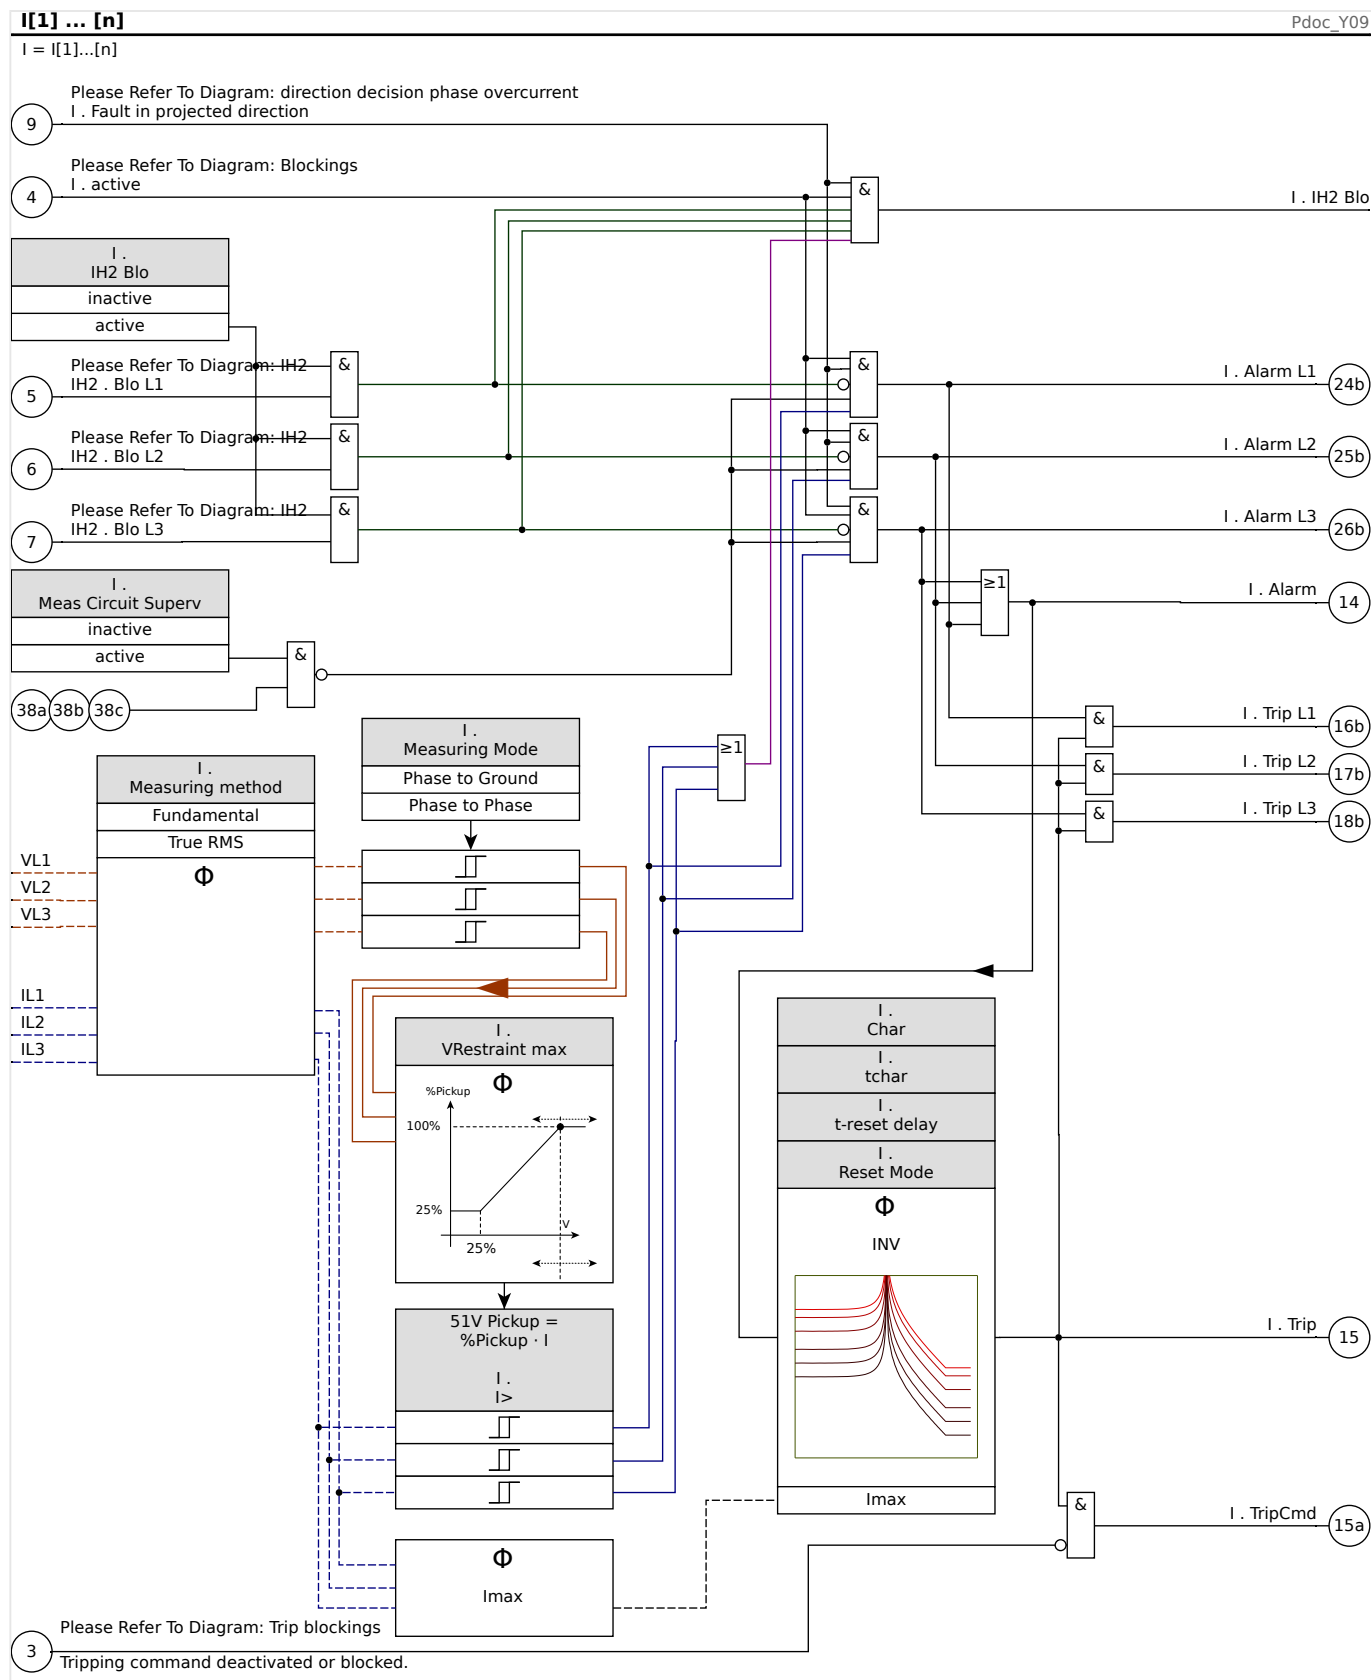 I[1] ... [n]
Pdoc_Y09
I = I[1]...[n]
Please Refer To Diagram: direction decision phase overcurrent
I . Fault in projected direction
9
Please Refer To Diagram: Blockings
I . active
4
&
I . IH2 Blo
I .
IH2 Blo
inactive
active
Please Refer To Diagram: IH2
IH2 . Blo L1
5
&
&
I . Alarm L1
24b
Please Refer To Diagram: IH2
IH2 . Blo L2
6
&
&
I . Alarm L2
25b
Please Refer To Diagram: IH2
IH2 . Blo L3
7
&
&
I . Alarm L3
26b
I .
Meas Circuit Superv
inactive
active
≥1
I . Alarm
14
&
38a
38b
38c
I .
Measuring Mode
Phase to Ground
Phase to Phase
≥1
&
I . Trip L1
16b
&
I . Trip L2
17b
&
I . Trip L3
18b
I .
Measuring method
Fundamental
True RMS
Φ
VL1
VL2
VL3
IL1
IL2
IL3
I .
VRestraint max
Φ
%Pickup
100%
25%
V
25%
I .
Char
I .
tchar
I .
t-reset delay
I .
Reset Mode
Φ
INV
Imax
51V Pickup =
%Pickup · I
I .
I>
I . Trip
15
&
I . TripCmd
15a
Φ
Imax
Please Refer To Diagram: Trip blockings
3
Tripping command deactivated or blocked.